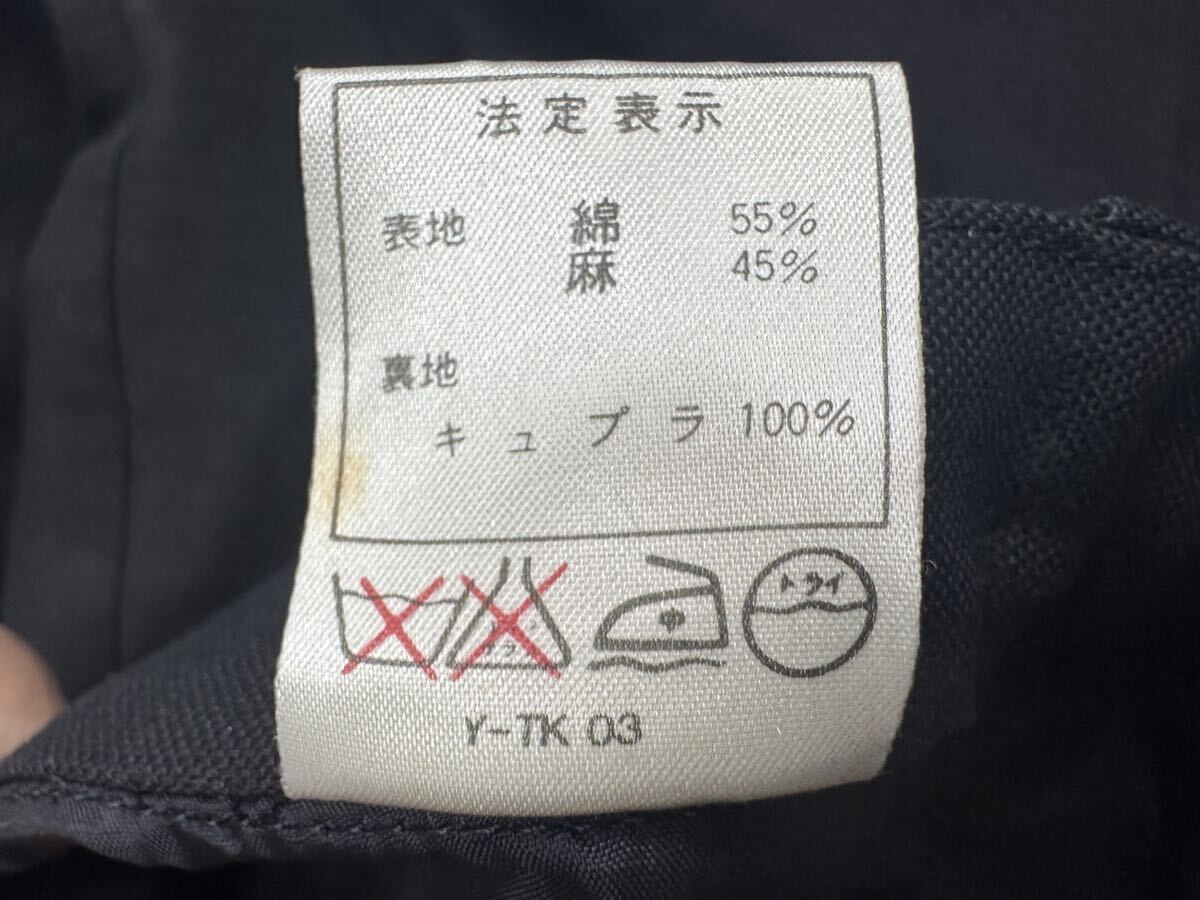 法定表示
表地 綿 55%
麻 45%
裏地
キュプラ 100%
中
ドライ
Y-TK 03